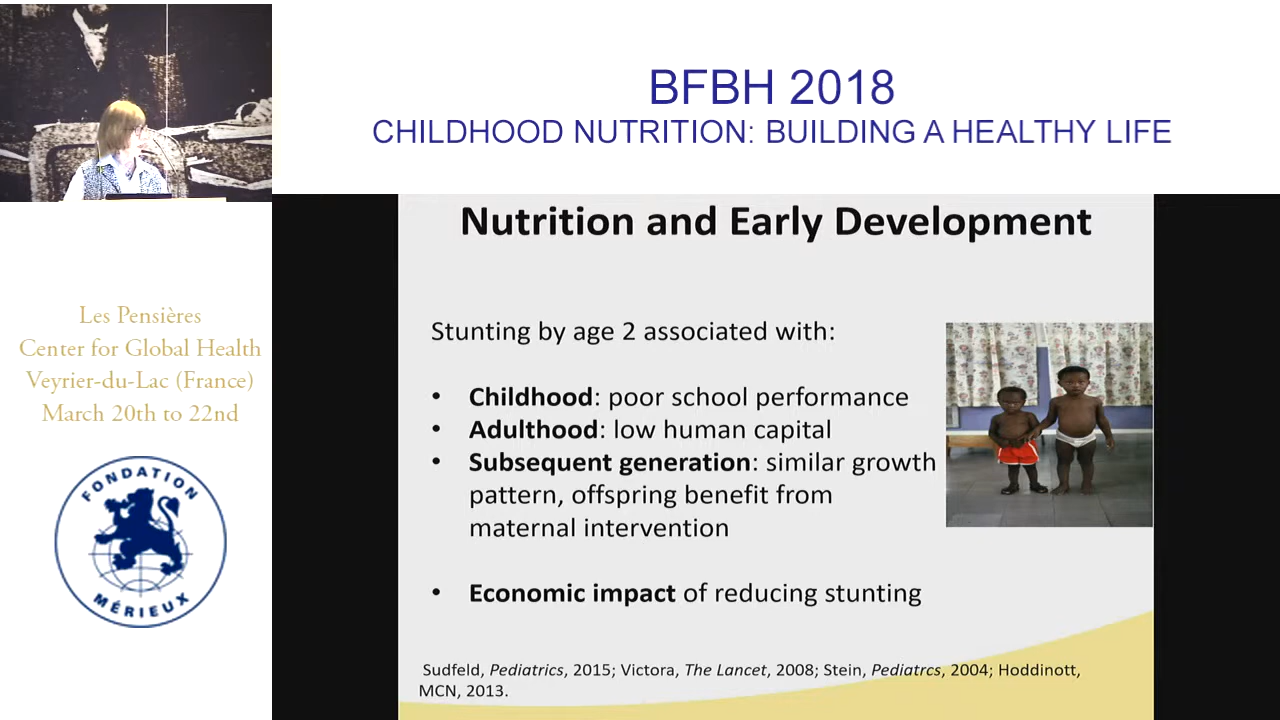 BFBH 2018
CHILDHOOD NUTRITION: BUILDING A HEALTHY LIFE
Nutrition and Early Development
Stunting by age 2 associated with:
• Childhood: poor school performance
• Adulthood: low human capital
• Subsequent generation: similar growth
pattern, offspring benefit from
maternal intervention
• Economic impact of reducing stunting
Sudfeld, Pediatrics, 2015; Victora, The Lancet, 2008; Stein, Pediatrcs, 2004; Hoddinott,
MCN, 2013.
Les Pensières
Center for Global Health
Veyrier-du-Lac (France)
March 20th to 22nd
FONDATION
MÉRIEUX